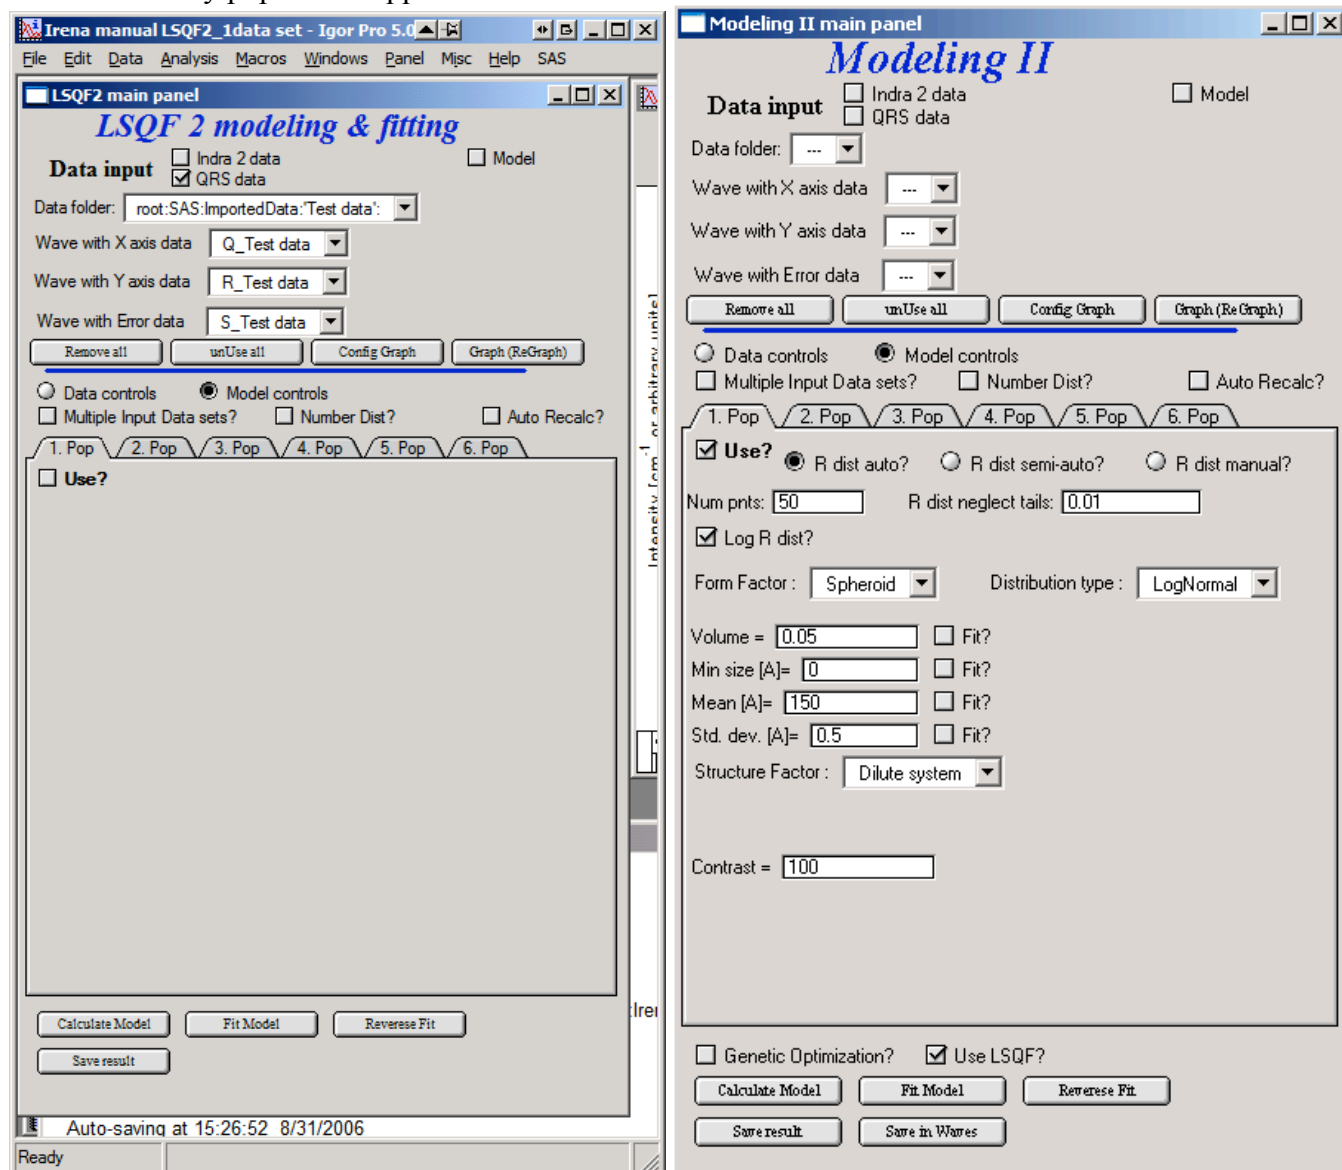 Irena manual LSQF2_1data set - Igor Pro 5.0
File Edit Data Analysis Macros Windows Panel Misc Help SAS
LSQF2 main panel
LSQF 2 modeling & fitting
Data input
Indra 2 data
QRS data
Model
Data folder: root:SAS:ImportedData:'Test data':
Wave with X axis data Q_Test data
Wave with Y axis data R_Test data
Wave with Error data S_Test data
Remove all unUse all Config Graph Graph (ReGraph)
Data controls Model controls
Multiple Input Data sets? Number Dist? Auto Recalc?
1. Pop 2. Pop 3. Pop 4. Pop 5. Pop 6. Pop
Use?
Calculate Model Fit Model Reverese Fit
Save result
Intensity [cm-1 or arbitrary units]
:Irer
Auto-saving at 15:26:52 8/31/2006
Ready
Modeling II main panel
Modeling II
Data input
Indra 2 data
QRS data
Model
Data folder: ---
Wave with X axis data ---
Wave with Y axis data ---
Wave with Error data ---
Remove all unUse all Config Graph Graph (ReGraph)
Data controls Model controls
Multiple Input Data sets? Number Dist? Auto Recalc?
1. Pop 2. Pop 3. Pop 4. Pop 5. Pop 6. Pop
Use? R dist auto? R dist semi-auto? R dist manual?
Num pnts: 50 R dist neglect tails: 0.01
Log R dist?
Form Factor : Spheroid Distribution type : LogNormal
Volume = 0.05 Fit?
Min size [A]= 0 Fit?
Mean [A]= 150 Fit?
Std. dev. [A]= 0.5 Fit?
Structure Factor : Dilute system
Contrast = 100
Genetic Optimization? Use LSQF?
Calculate Model Fit Model Reverese Fit
Save result Save in Waves